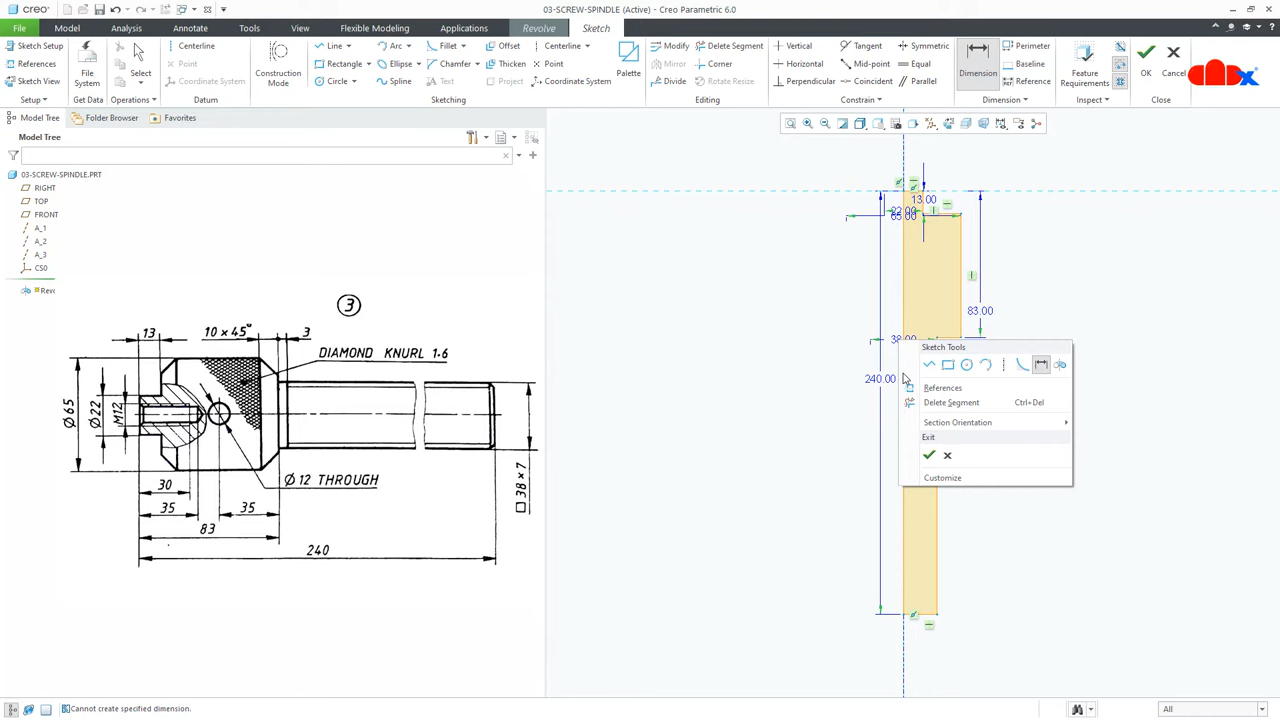 creo
03-SCREW-SPINDLE (Active) - Creo Parametric 6.0
File Model Analysis Annotate Tools View Flexible Modeling Applications Revolve Sketch
Sketch Setup Centerline Line Arc Fillet Offset Centerline Modify Delete Segment Vertical Tangent Symmetric Perimeter
References Point Rectangle Ellipse Chamfer Thicken Point Mirror Corner Horizontal Mid-point Equal Baseline
Sketch View File System Select Coordinate System Construction Mode Circle Spline Text Project Coordinate System Palette Divide Rotate Resize Perpendicular Coincident Parallel Dimension Reference Feature Requirements OK Cancel
Setup Get Data Operations Datum Sketching Editing Constrain Dimension Inspect Close
Model Tree Folder Browser Favorites
Model Tree
03-SCREW-SPINDLE.PRT
RIGHT
TOP
FRONT
A_1
A_2
A_3
CS0
Revo
3
13 10 x 45° 3
DIAMOND KNURL 1.6
Ø 65
Ø 22
M12
Ø 12 THROUGH
□ 38 × 7
30
35 35
83
240
13.00
83.00
240.00
Sketch Tools
References
Delete Segment Ctrl+Del
Section Orientation
Exit
Customize
Cannot create specified dimension.
All